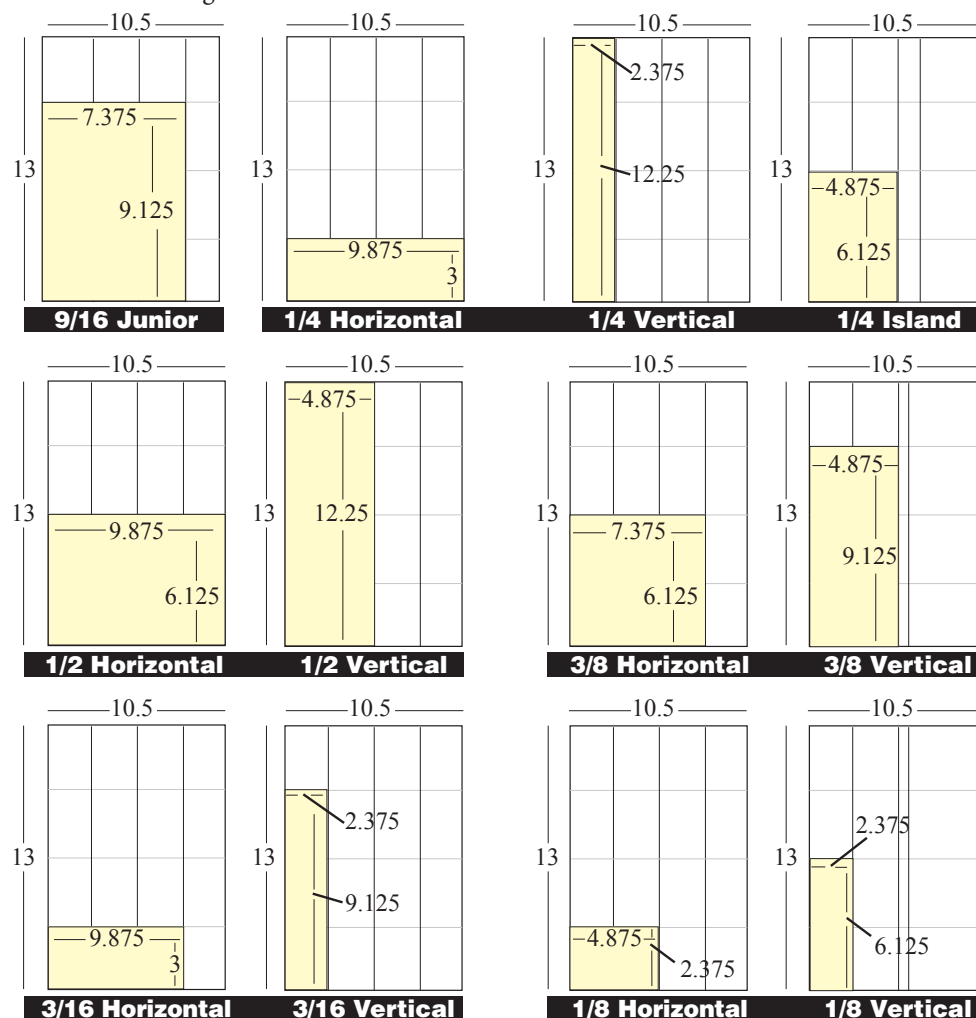 10.5 10.5 10.5 10.5
7.375
2.375
13 13 13 12.25 13
4.875
9.125
9.875
6.125
3
9/16 Junior 1/4 Horizontal 1/4 Vertical 1/4 Island
10.5 10.5 10.5 10.5
4.875
4.875
13 13 12.25 13 13
9.875 7.375
9.125
6.125 6.125
1/2 Horizontal 1/2 Vertical 3/8 Horizontal 3/8 Vertical
10.5 10.5 10.5 10.5
2.375 2.375
13 13 13 13
9.125
9.875 4.875
6.125
3 2.375
3/16 Horizontal 3/16 Vertical 1/8 Horizontal 1/8 Vertical